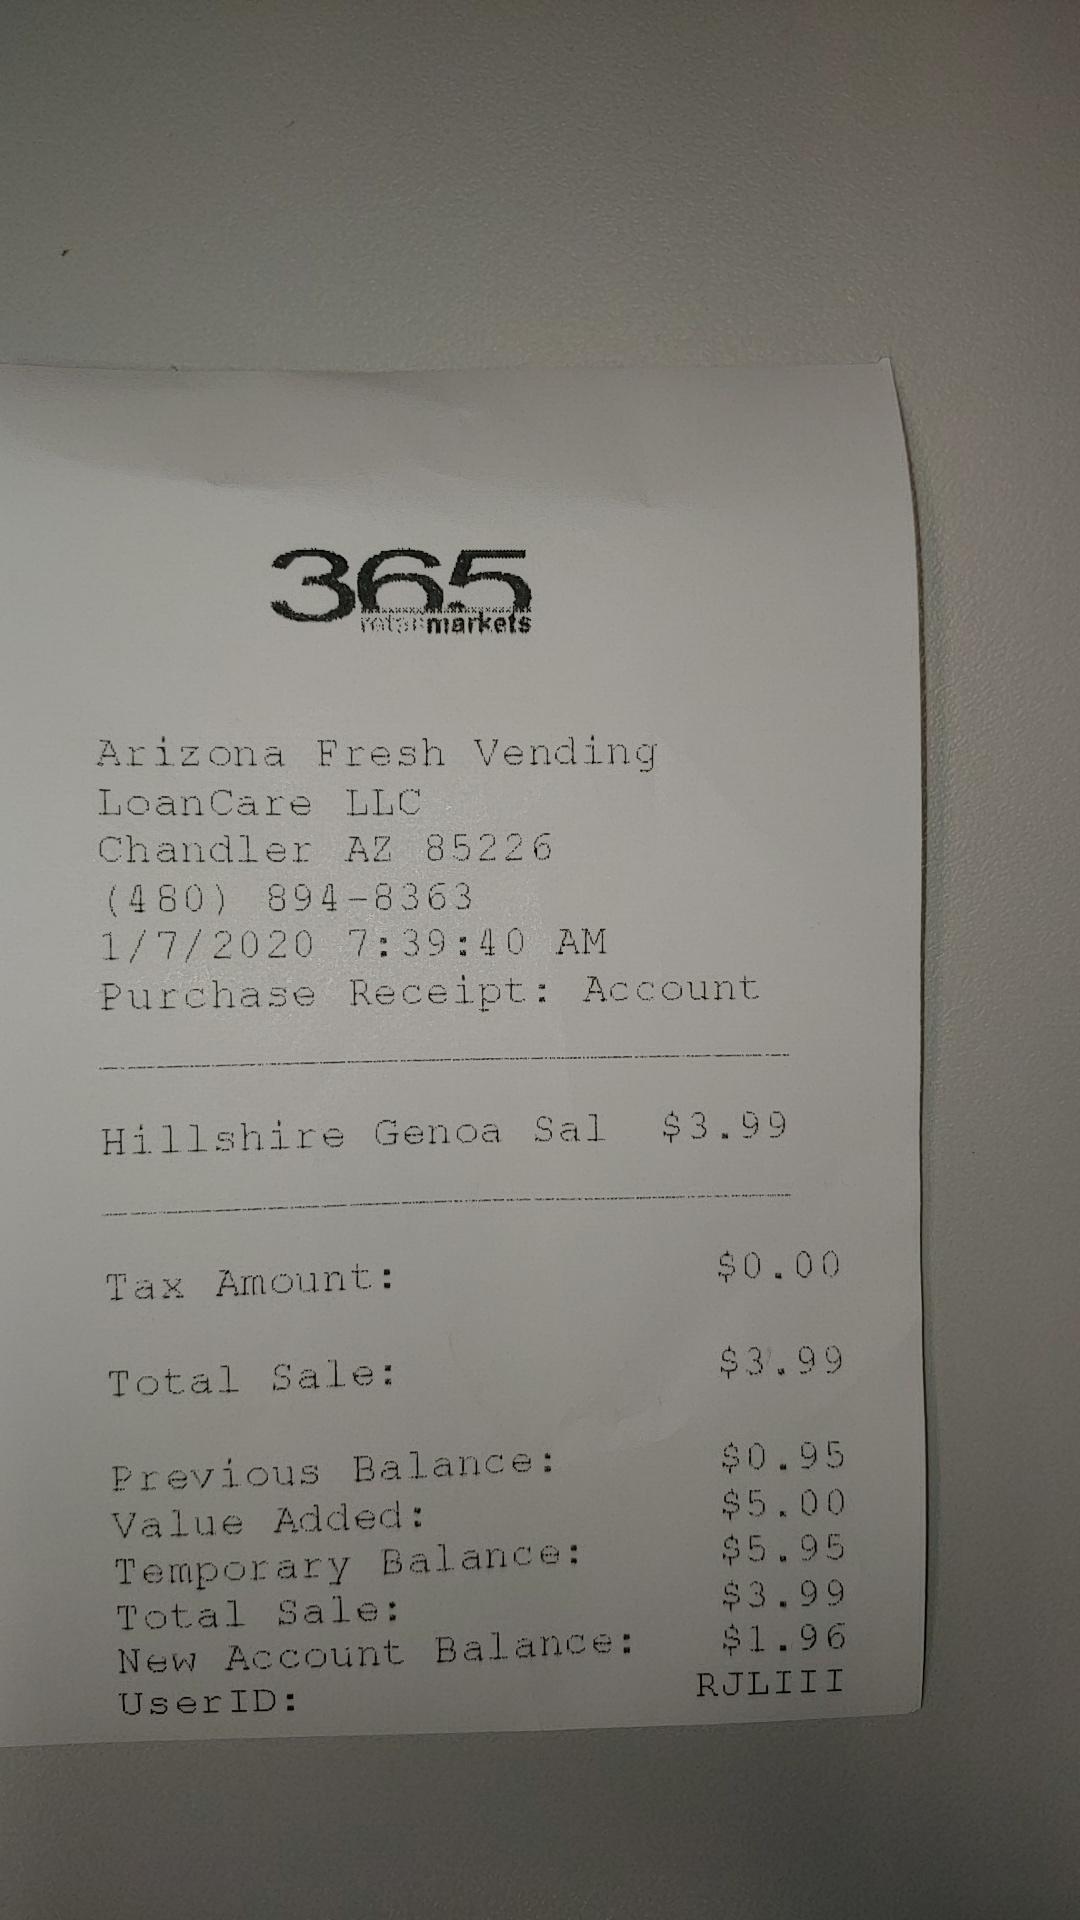 365
retail markets
Arizona Fresh Vending
LoanCare LLC
Chandler AZ 85226
(480) 894-8363
1/7/2020 7:39:40 AM
Purchase Receipt: Account
Hillshire Genoa Sal $3.99
Tax Amount: $0.00
Total Sale: $3.99
Previous Balance: $0.95
Value Added: $5.00
Temporary Balance: $5.95
Total Sale: $3.99
New Account Balance: $1.96
UserID: RJLIII